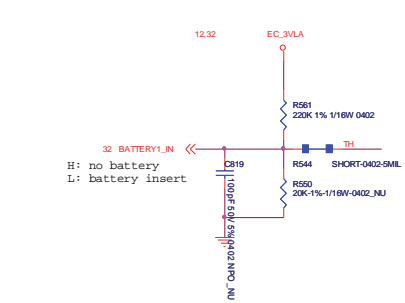 12,32
EC_3VLA
R561
220K 1% 1/16W 0402
32 BATTERY1_IN
TH
H: no battery
L: battery insert
C819
R544
SHORT-0402-5MIL
R550
20K-1%-1/16W-0402_NU
100pF 50V 5% 0402 NPO_NU